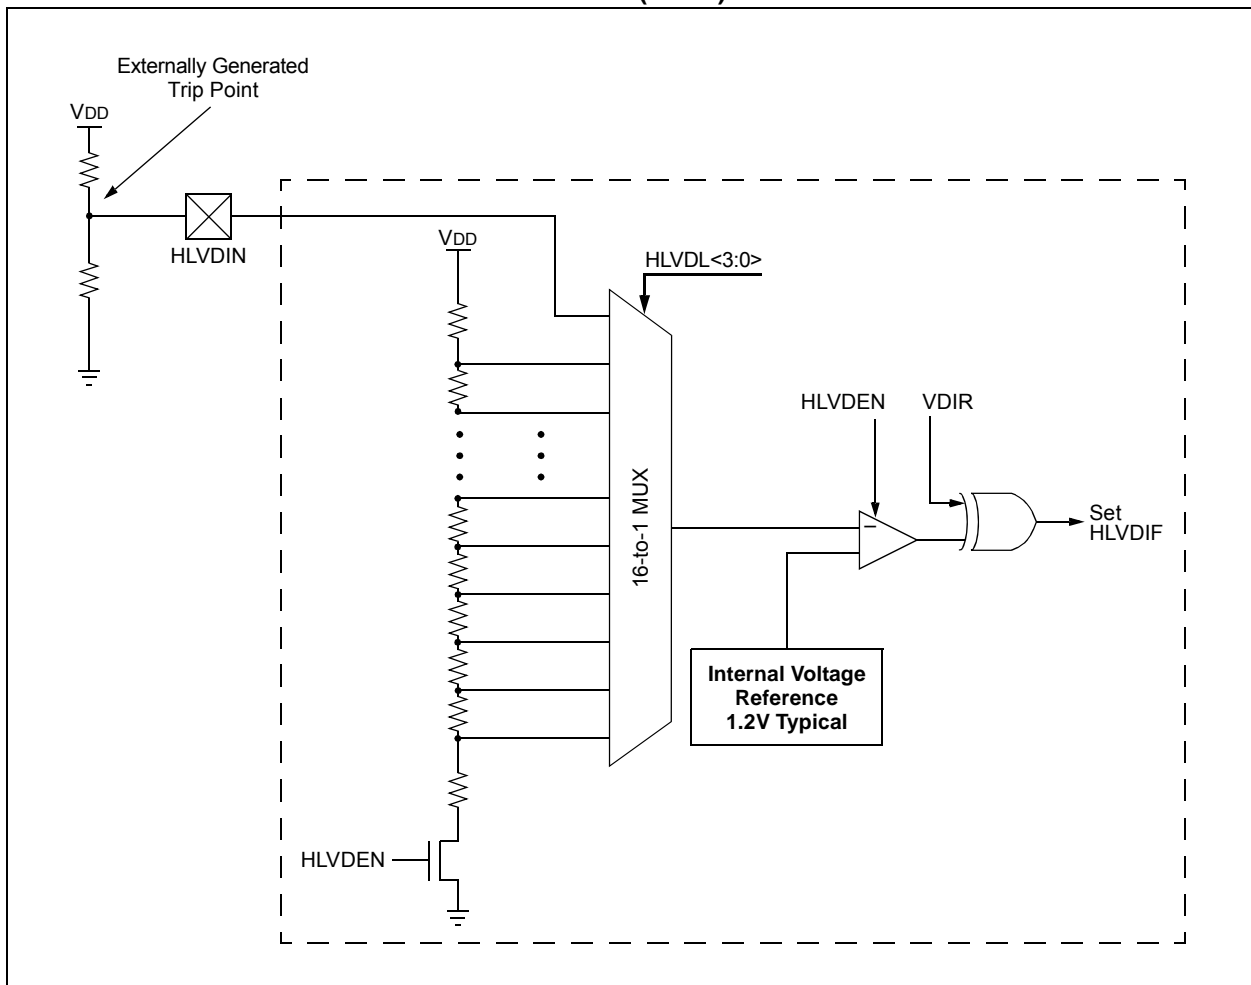 Externally Generated
Trip Point
VDD
HLVDIN
VDD
HLVDL<3:0>
16-to-1 MUX
HLVDEN
VDIR
–
Set
HLVDIF
Internal Voltage
Reference
1.2V Typical
HLVDEN